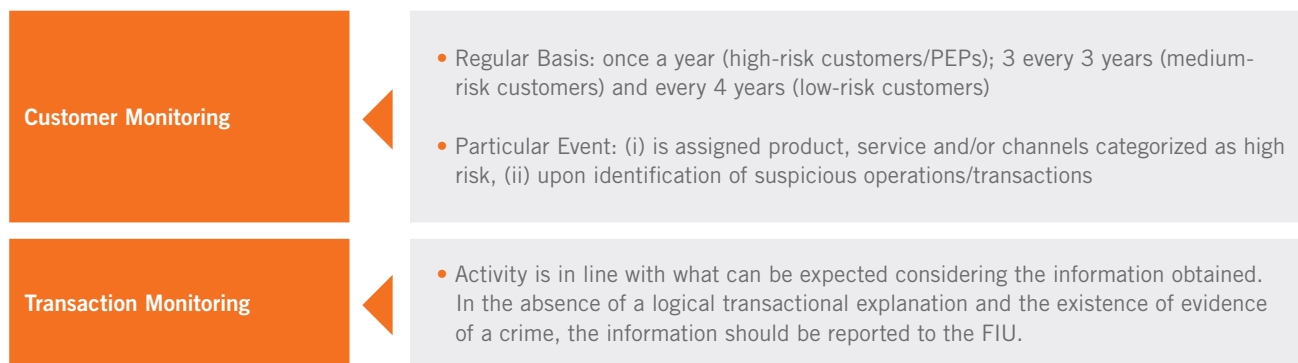 Customer Monitoring
• Regular Basis: once a year (high-risk customers/PEPs); 3 every 3 years (medium-
risk customers) and every 4 years (low-risk customers)
• Particular Event: (i) is assigned product, service and/or channels categorized as high
risk, (ii) upon identification of suspicious operations/transactions
Transaction Monitoring
• Activity is in line with what can be expected considering the information obtained.
In the absence of a logical transactional explanation and the existence of evidence
of a crime, the information should be reported to the FIU.